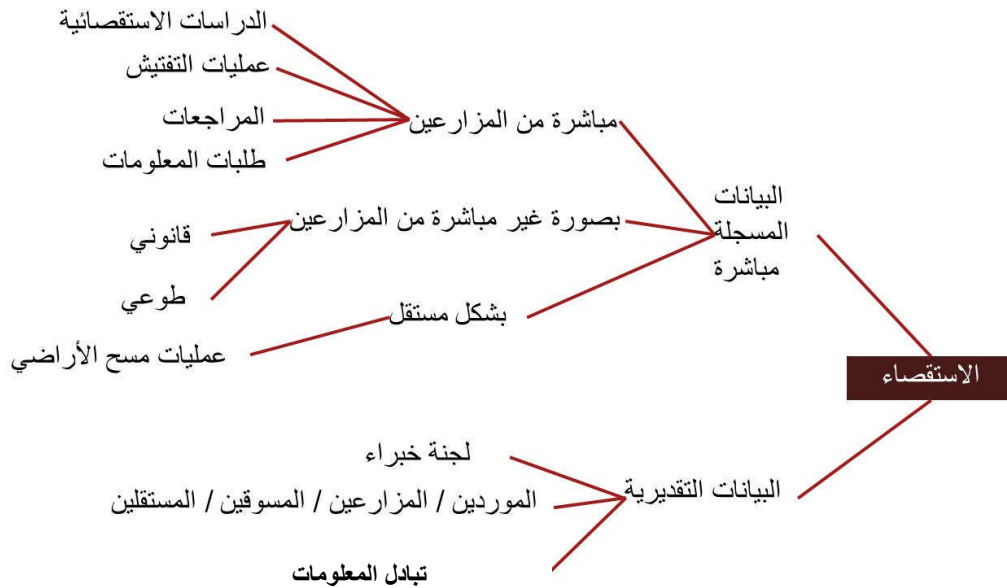 الاستقصاء
البيانات
المسجلة
مباشرة
مباشرة من المزارعين
الدراسات الاستقصائية
عمليات التفتيش
المراجعات
طلبات المعلومات
بصورة غير مباشرة من المزارعين
قانوني
طوعي
بشكل مستقل
عمليات مسح الأراضي
البيانات التقديرية
لجنة خبراء
الموردين / المزارعين / المسوقين / المستقلين
تبادل المعلومات